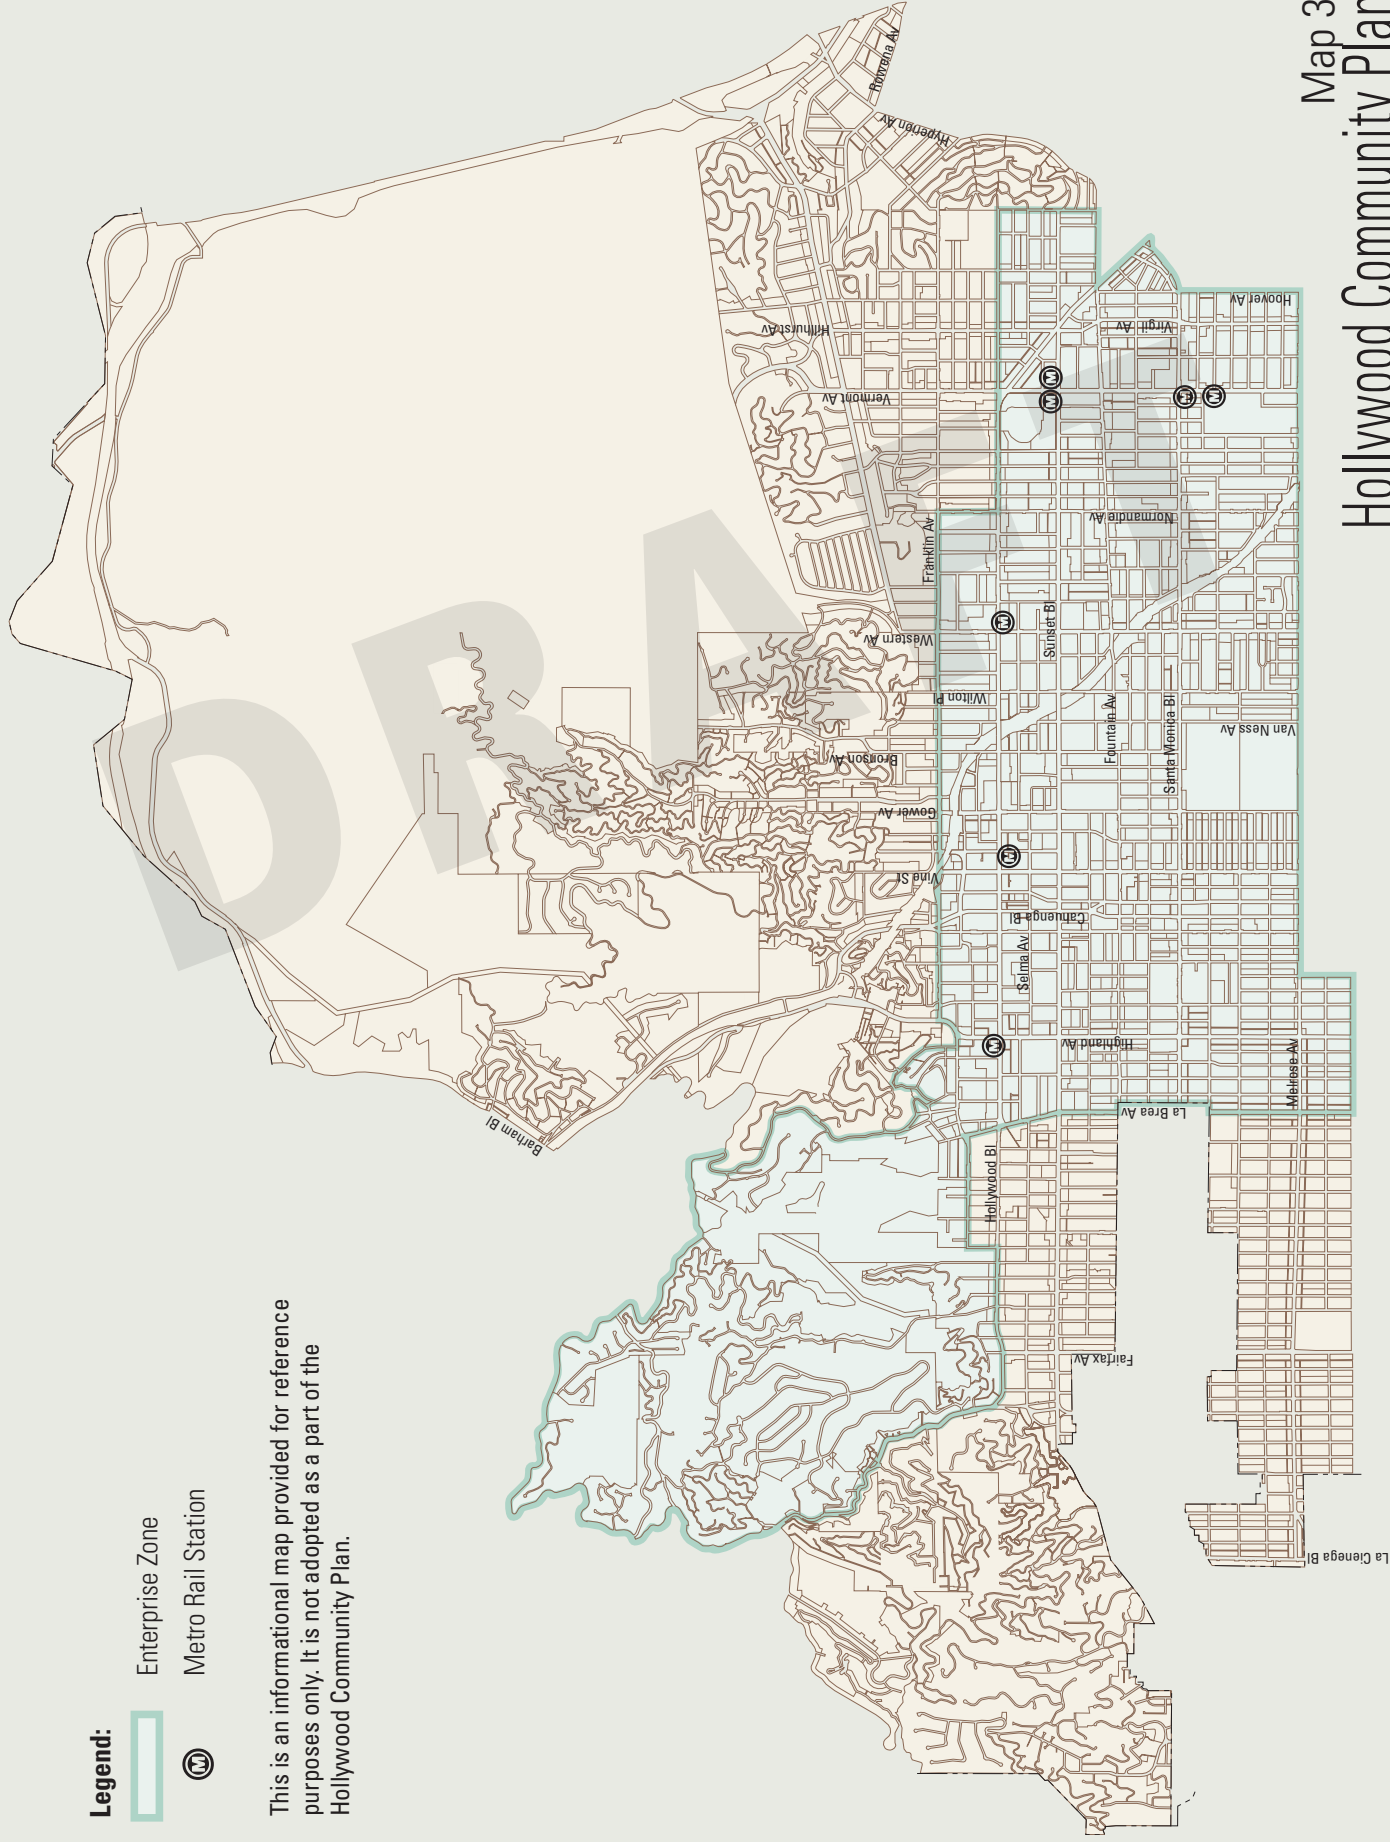 Legend:
Enterprise Zone
Metro Rail Station
This is an informational map provided for reference
purposes only. It is not adopted as a part of the
Hollywood Community Plan.
Map 3
Hollywood Community Plan
DRAFT
Barham Bl
Rowena Av
Hyperion Av
Hillhurst Av
Vermont Av
Franklin Av
Western Av
Wilton Pl
Bronson Av
Gower Av
Vine St
Cahuenga Bl
Selma Av
Highland Av
Hollywood Bl
Sunset Bl
Fountain Av
Santa Monica Bl
Normandie Av
Virgil Av
Hoover Av
Van Ness Av
Melrose Av
La Brea Av
Fairfax Av
La Cienega Bl
M
M
M
M
M
M
M
M